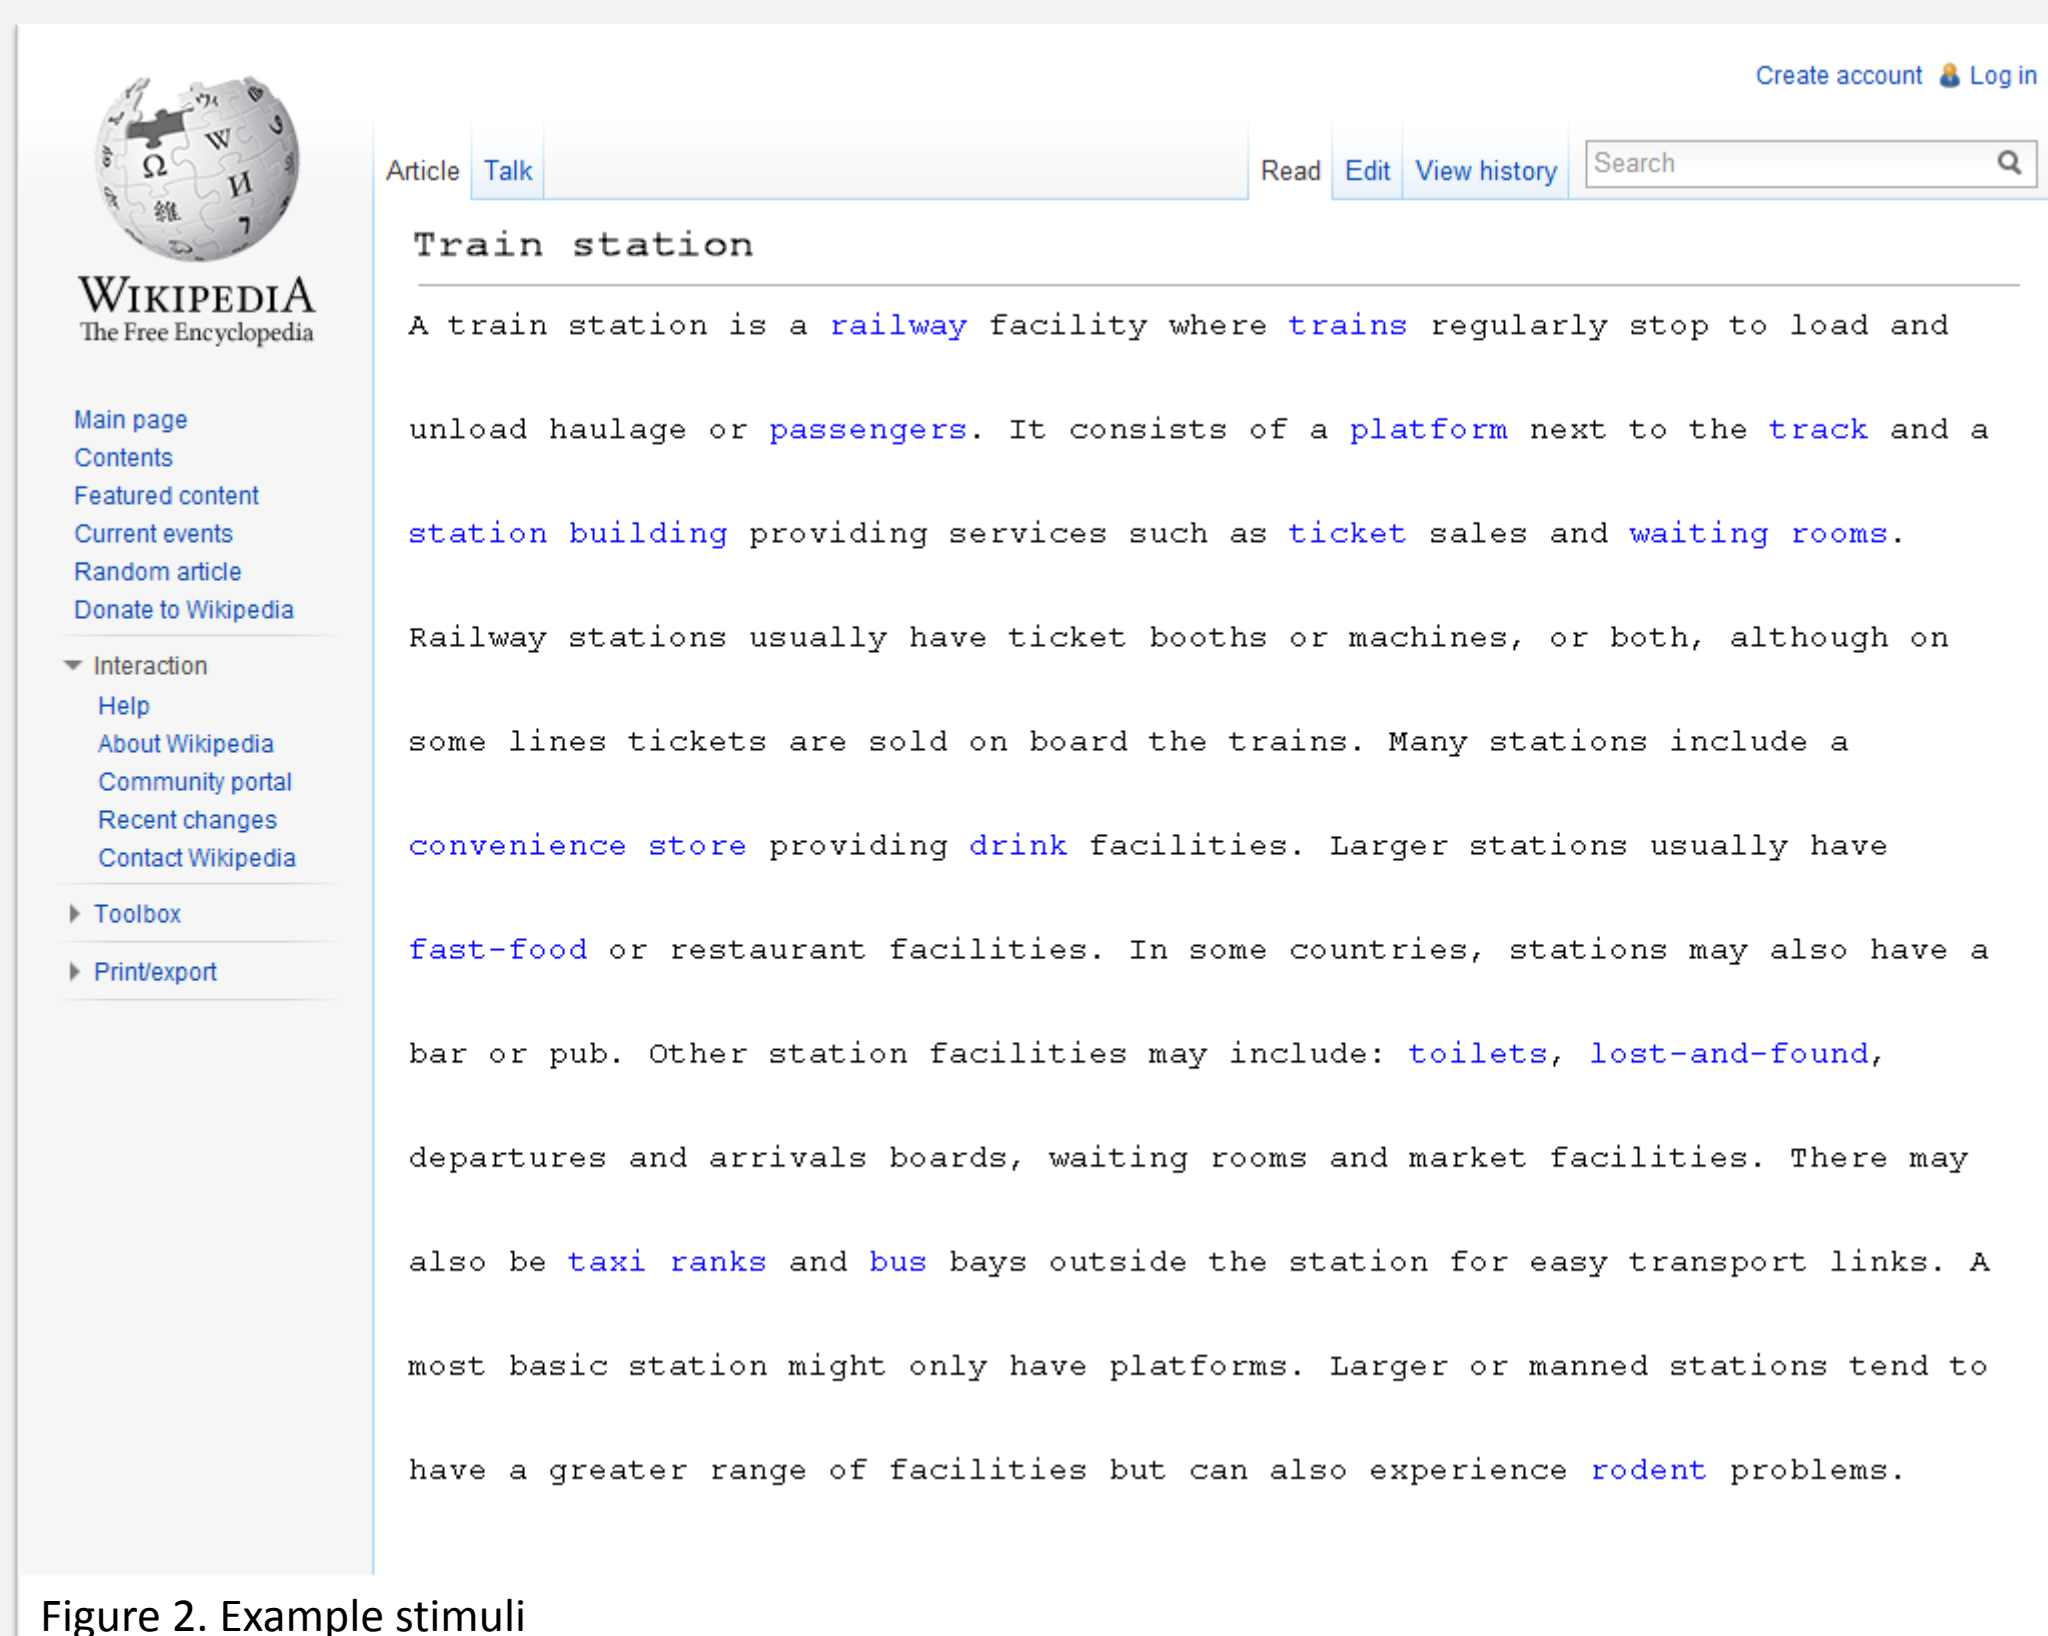 Create account Log in
Article Talk Read Edit View history Search
WIKIPEDIA
The Free Encyclopedia
Main page
Contents
Featured content
Current events
Random article
Donate to Wikipedia
Interaction
Help
About Wikipedia
Community portal
Recent changes
Contact Wikipedia
Toolbox
Print/export
Train station
A train station is a railway facility where trains regularly stop to load and
unload haulage or passengers. It consists of a platform next to the track and a
station building providing services such as ticket sales and waiting rooms.
Railway stations usually have ticket booths or machines, or both, although on
some lines tickets are sold on board the trains. Many stations include a
convenience store providing drink facilities. Larger stations usually have
fast-food or restaurant facilities. In some countries, stations may also have a
bar or pub. Other station facilities may include: toilets, lost-and-found,
departures and arrivals boards, waiting rooms and market facilities. There may
also be taxi ranks and bus bays outside the station for easy transport links. A
most basic station might only have platforms. Larger or manned stations tend to
have a greater range of facilities but can also experience rodent problems.
Figure 2. Example stimuli